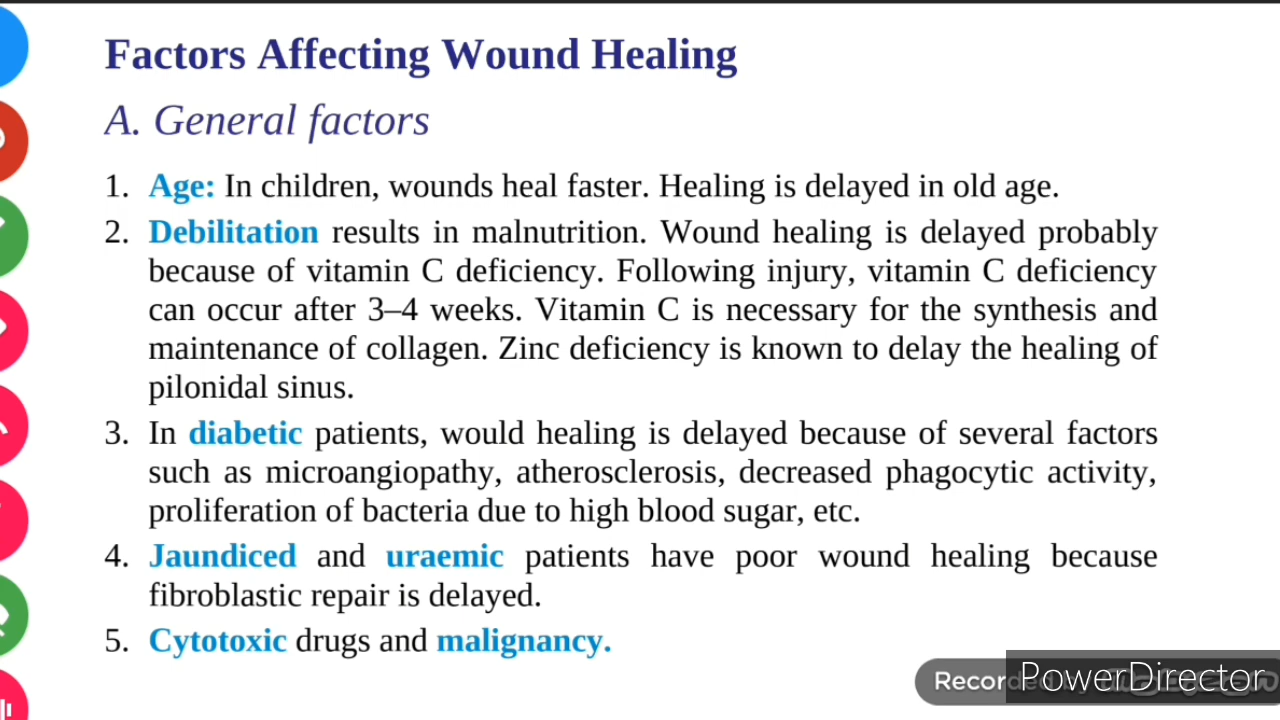 Factors Affecting Wound Healing
A. General factors
1. Age: In children, wounds heal faster. Healing is delayed in old age.
2. Debilitation results in malnutrition. Wound healing is delayed probably
because of vitamin C deficiency. Following injury, vitamin C deficiency
can occur after 3–4 weeks. Vitamin C is necessary for the synthesis and
maintenance of collagen. Zinc deficiency is known to delay the healing of
pilonidal sinus.
3. In diabetic patients, would healing is delayed because of several factors
such as microangiopathy, atherosclerosis, decreased phagocytic activity,
proliferation of bacteria due to high blood sugar, etc.
4. Jaundiced and uraemic patients have poor wound healing because
fibroblastic repair is delayed.
5. Cytotoxic drugs and malignancy.
Recorded
PowerDirector